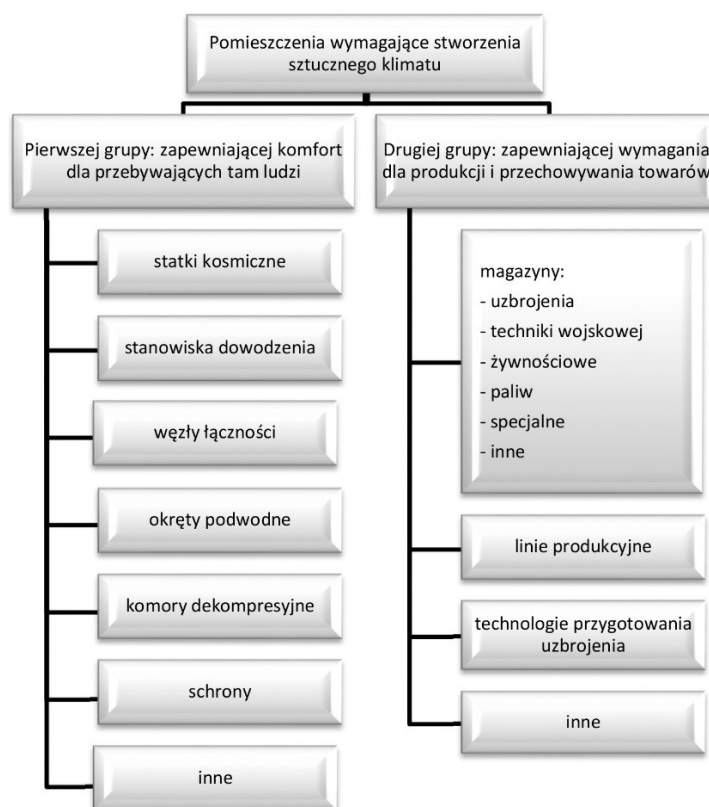 Pomieszczenia wymagające stworzenia
sztucznego klimatu
Pierwszej grupy: zapewniającej komfort
dla przebywających tam ludzi
statki kosmiczne
stanowiska dowodzenia
węzły łączności
okręty podwodne
komory dekompresyjne
schrony
inne
Drugiej grupy: zapewniającej wymagania
dla produkcji i przechowywania towarów
magazyny:
- uzbrojenia
- techniki wojskowej
- żywnościowe
- paliw
- specjalne
- inne
linie produkcyjne
technologie przygotowania
uzbrojenia
inne